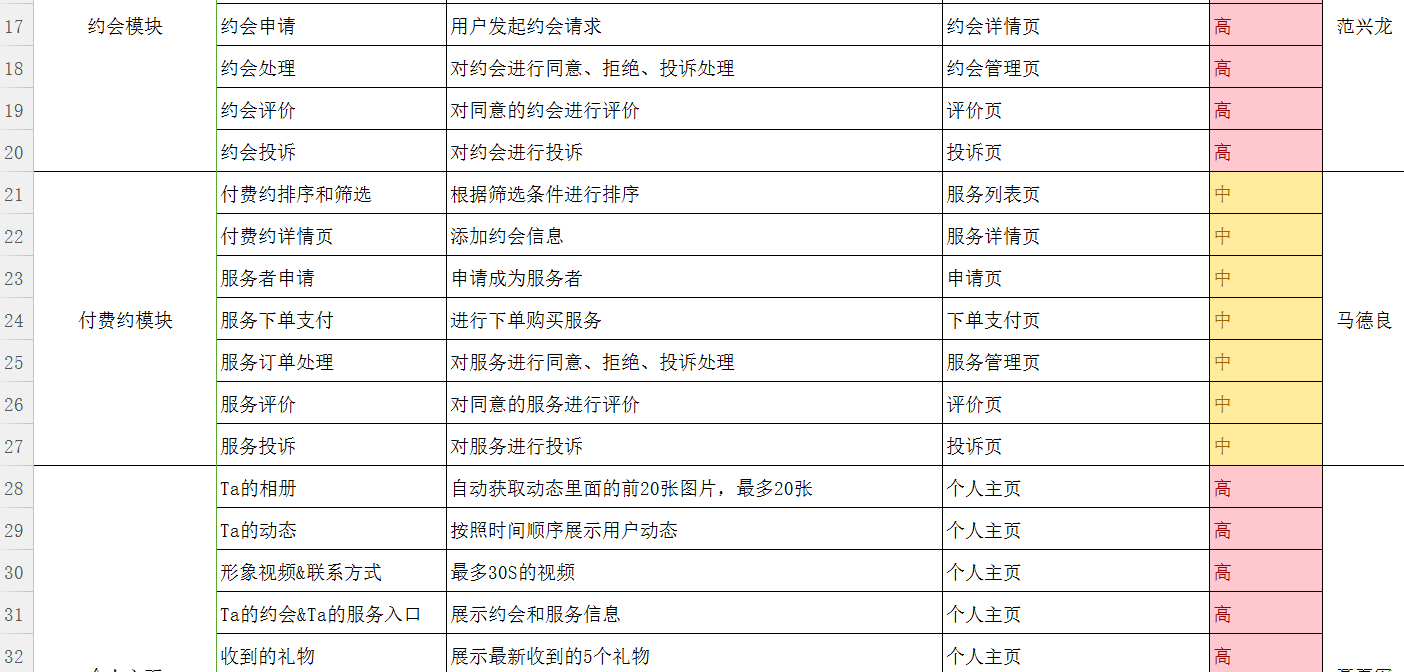 17 约会模块 约会申请 用户发起约会请求 约会详情页 高 范兴龙
18 约会处理 对约会进行同意、拒绝、投诉处理 约会管理页 高
19 约会评价 对同意的约会进行评价 评价页 高
20 约会投诉 对约会进行投诉 投诉页 高
21 付费约排序和筛选 根据筛选条件进行排序 服务列表页 中
22 付费约详情页 添加约会信息 服务详情页 中
23 服务者申请 申请成为服务者 申请页 中
24 付费约模块 服务下单支付 进行下单购买服务 下单支付页 中 马德良
25 服务订单处理 对服务进行同意、拒绝、投诉处理 服务管理页 中
26 服务评价 对同意的服务进行评价 评价页 中
27 服务投诉 对服务进行投诉 投诉页 中
28 Ta的相册 自动获取动态里面的前20张图片，最多20张 个人主页 高
29 Ta的动态 按照时间顺序展示用户动态 个人主页 高
30 形象视频&联系方式 最多30S的视频 个人主页 高
31 Ta的约会&Ta的服务入口 展示约会和服务信息 个人主页 高
32 收到的礼物 展示最新收到的5个礼物 个人主页 高